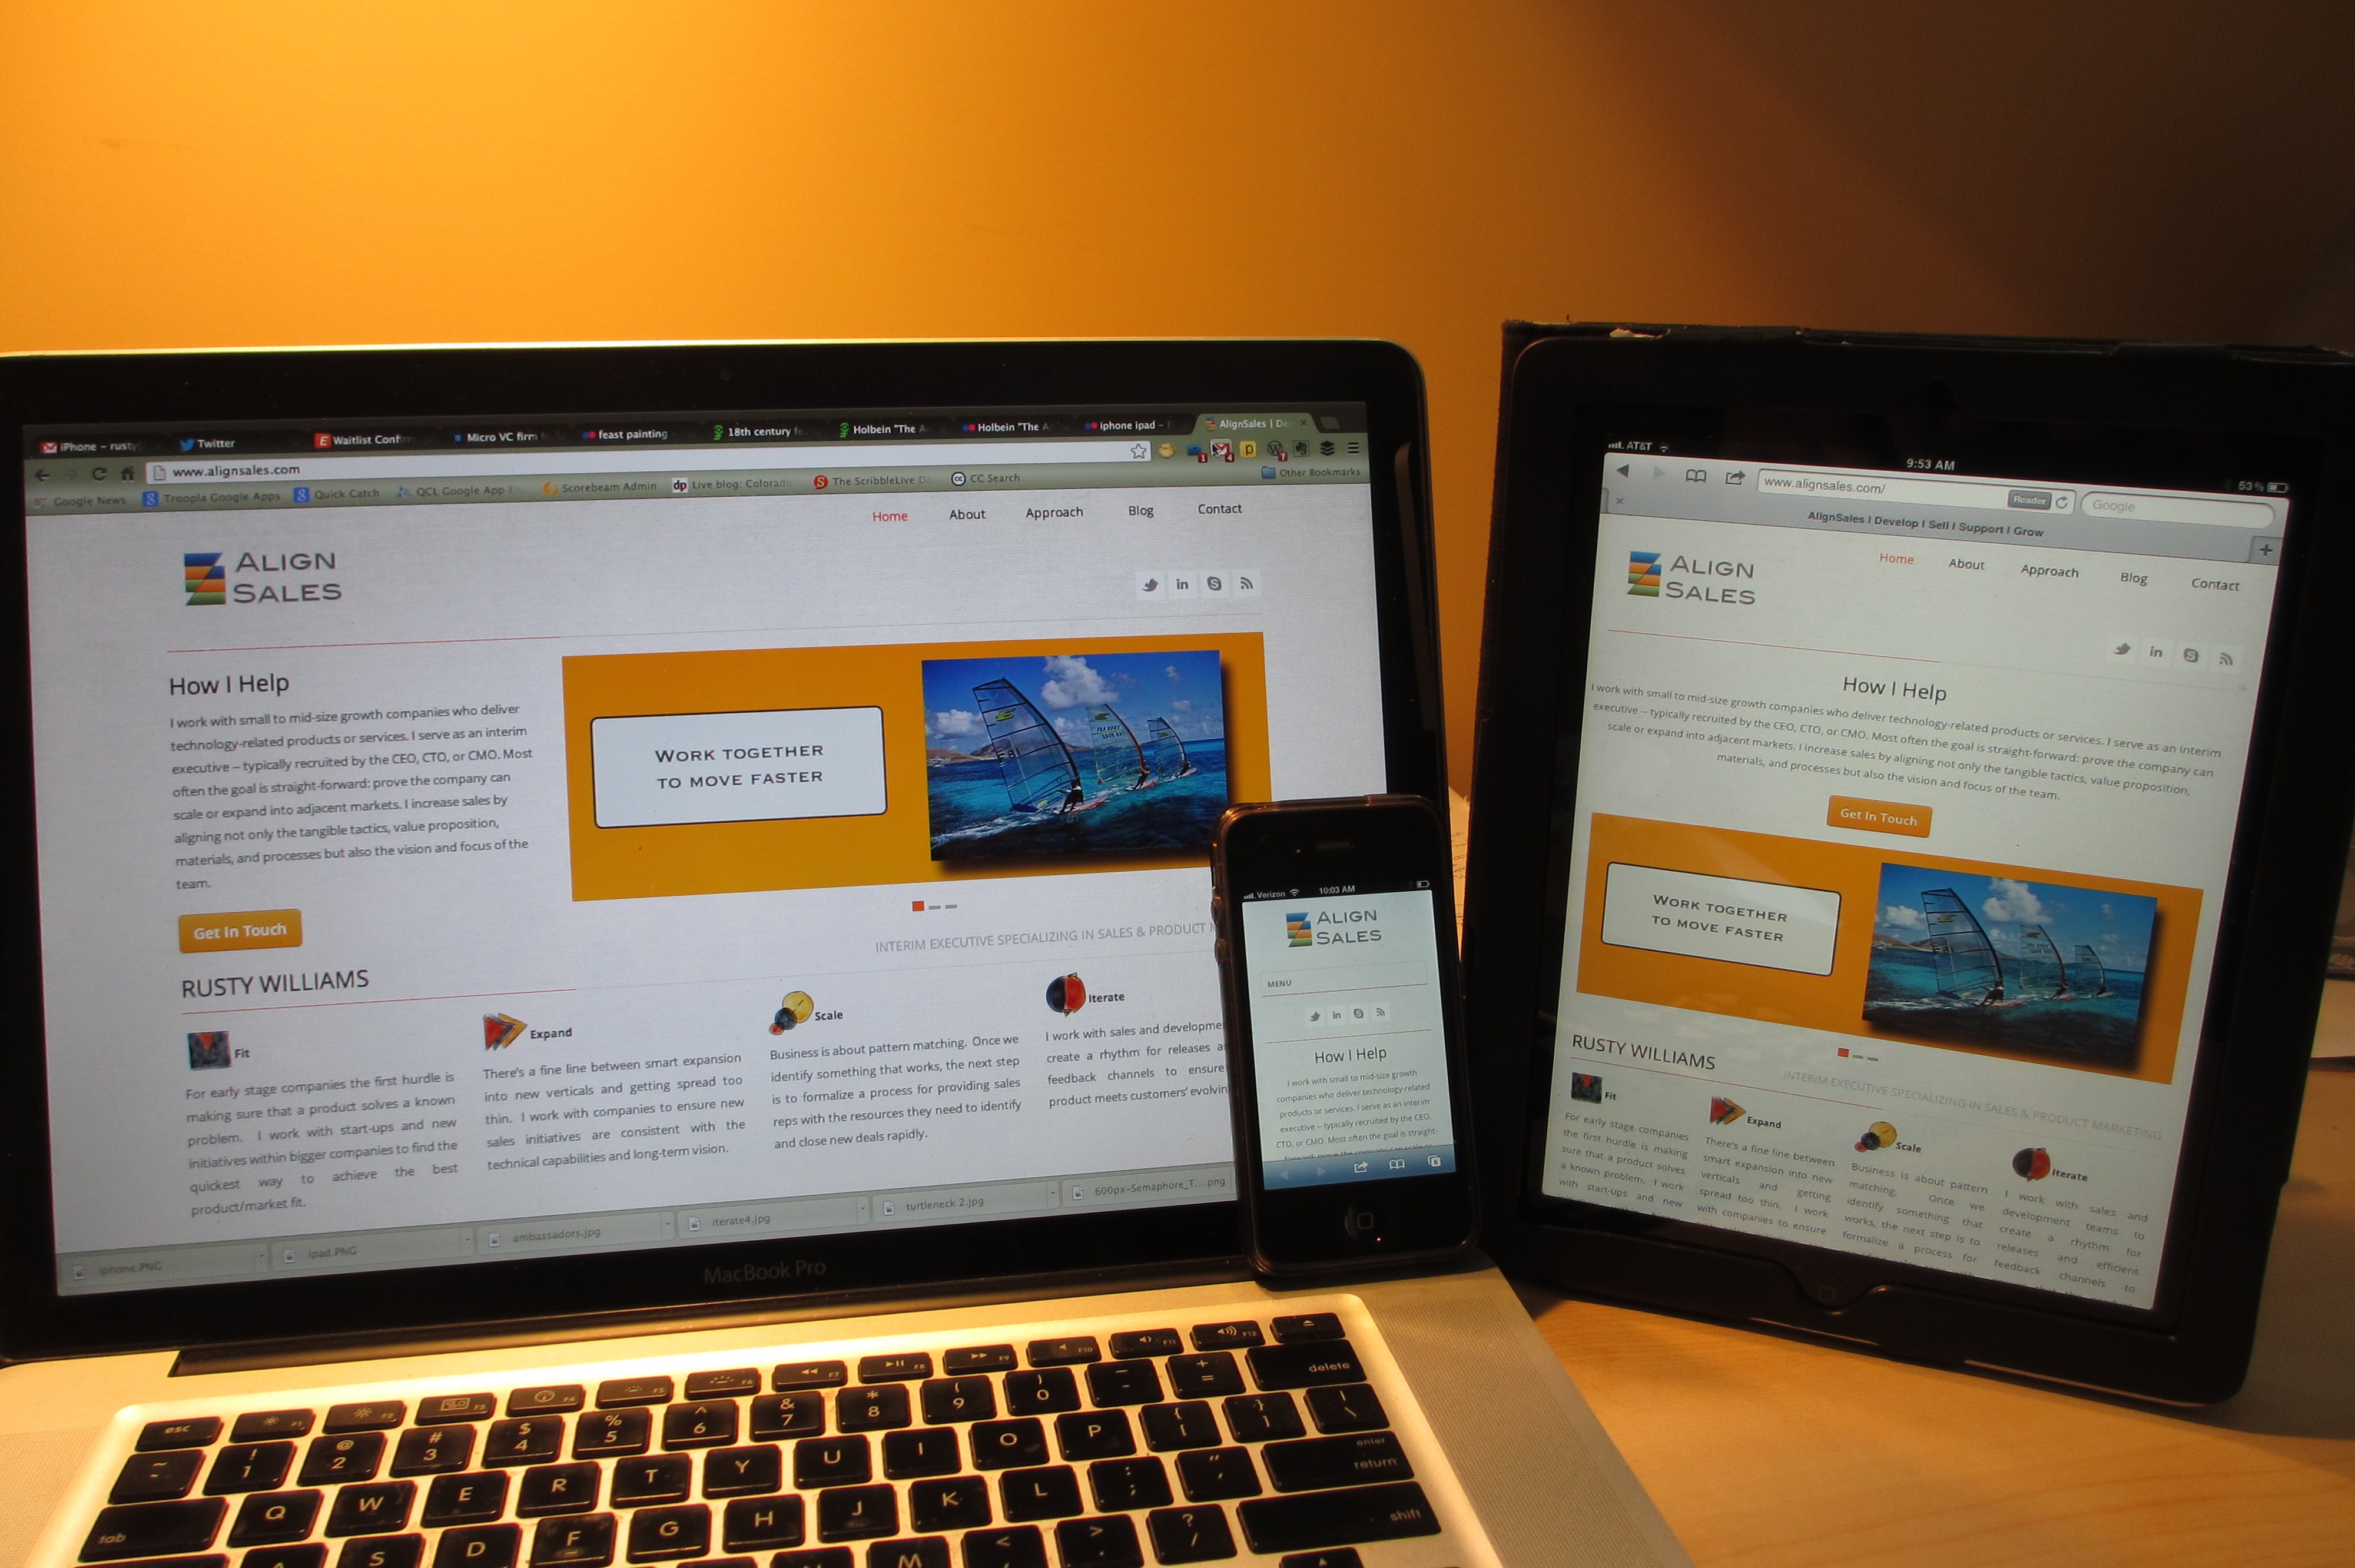 iPhone – rusty
Twitter
Waitlist Confir
Micro VC firm
feast painting
18th century fe
Holbein "The A
Holbein "The A
iphone ipad –
AlignSales | De
www.alignsales.com
Google News
Troopla Google Apps
Quick Catch
QCL Google App
Scorebeam Admin
dp Live blog: Colorado
The ScribbleLive
CC Search
Other Bookmarks
Home About Approach Blog Contact
ALIGN
SALES
How I Help
I work with small to mid-size growth companies who deliver
technology-related products or services. I serve as an interim
executive – typically recruited by the CEO, CTO, or CMO. Most
often the goal is straight-forward: prove the company can
scale or expand into adjacent markets. I increase sales by
aligning not only the tangible tactics, value proposition,
materials, and processes but also the vision and focus of the
team.
Get In Touch
WORK TOGETHER
TO MOVE FASTER
INTERIM EXECUTIVE SPECIALIZING IN SALES & PRODUCT M
RUSTY WILLIAMS
Fit
For early stage companies the first hurdle is
making sure that a product solves a known
problem. I work with start-ups and new
initiatives within bigger companies to find the
quickest way to achieve the best
product/market fit.
Expand
There's a fine line between smart expansion
into new verticals and getting spread too
thin. I work with companies to ensure new
sales initiatives are consistent with the
technical capabilities and long-term vision.
Scale
Business is about pattern matching. Once we
identify something that works, the next step
is to formalize a process for providing sales
reps with the resources they need to identify
and close new deals rapidly.
Iterate
I work with sales and developme
create a rhythm for releases a
feedback channels to ensure
product meets customers' evolvin
iphone.PNG
ipad.PNG
ambassadors.jpg
iterate4.jpg
turtleneck 2.jpg
600px-Semaphore_T....png
MacBook Pro
Verizon 10:03 AM
ALIGN
SALES
MENU
How I Help
I work with small to mid-size growth
companies who deliver technology-related
products or services. I serve as an interim
executive – typically recruited by the CEO,
CTO, or CMO. Most often the goal is straight-
AT&T 9:53 AM 53%
www.alignsales.com/ Reader Google
AlignSales | Develop | Sell | Support | Grow
ALIGN
SALES
Home About Approach Blog Contact
How I Help
I work with small to mid-size growth companies who deliver technology-related products or services. I serve as an interim
executive – typically recruited by the CEO, CTO, or CMO. Most often the goal is straight-forward: prove the company can
scale or expand into adjacent markets. I increase sales by aligning not only the tangible tactics, value proposition,
materials, and processes but also the vision and focus of the team.
Get In Touch
WORK TOGETHER
TO MOVE FASTER
RUSTY WILLIAMS
INTERIM EXECUTIVE SPECIALIZING IN SALES & PRODUCT MARKETING
Fit
For early stage companies
the first hurdle is making
sure that a product solves
a known problem. I work
with start-ups and new
Expand
There's a fine line between
smart expansion into new
verticals and getting
spread too thin. I work
with companies to ensure
Scale
Business is about pattern
matching. Once we
identify something that
works, the next step is to
formalize a process for
Iterate
I work with sales and
development teams to
create a rhythm for
releases and efficient
feedback channels to
esc F1 F2 F3 F4 F5 F6 F7 F8 F9 F10 F11 F12
~ ! 1 @ 2 # 3 $ 4 % 5 ^ 6 & 7 * 8 ( 9 ) 0 – - + = delete
tab Q W E R T Y U I O P { [ } ] | \
S D F G H J K L : ; " ' enter return
M < > ? / shift